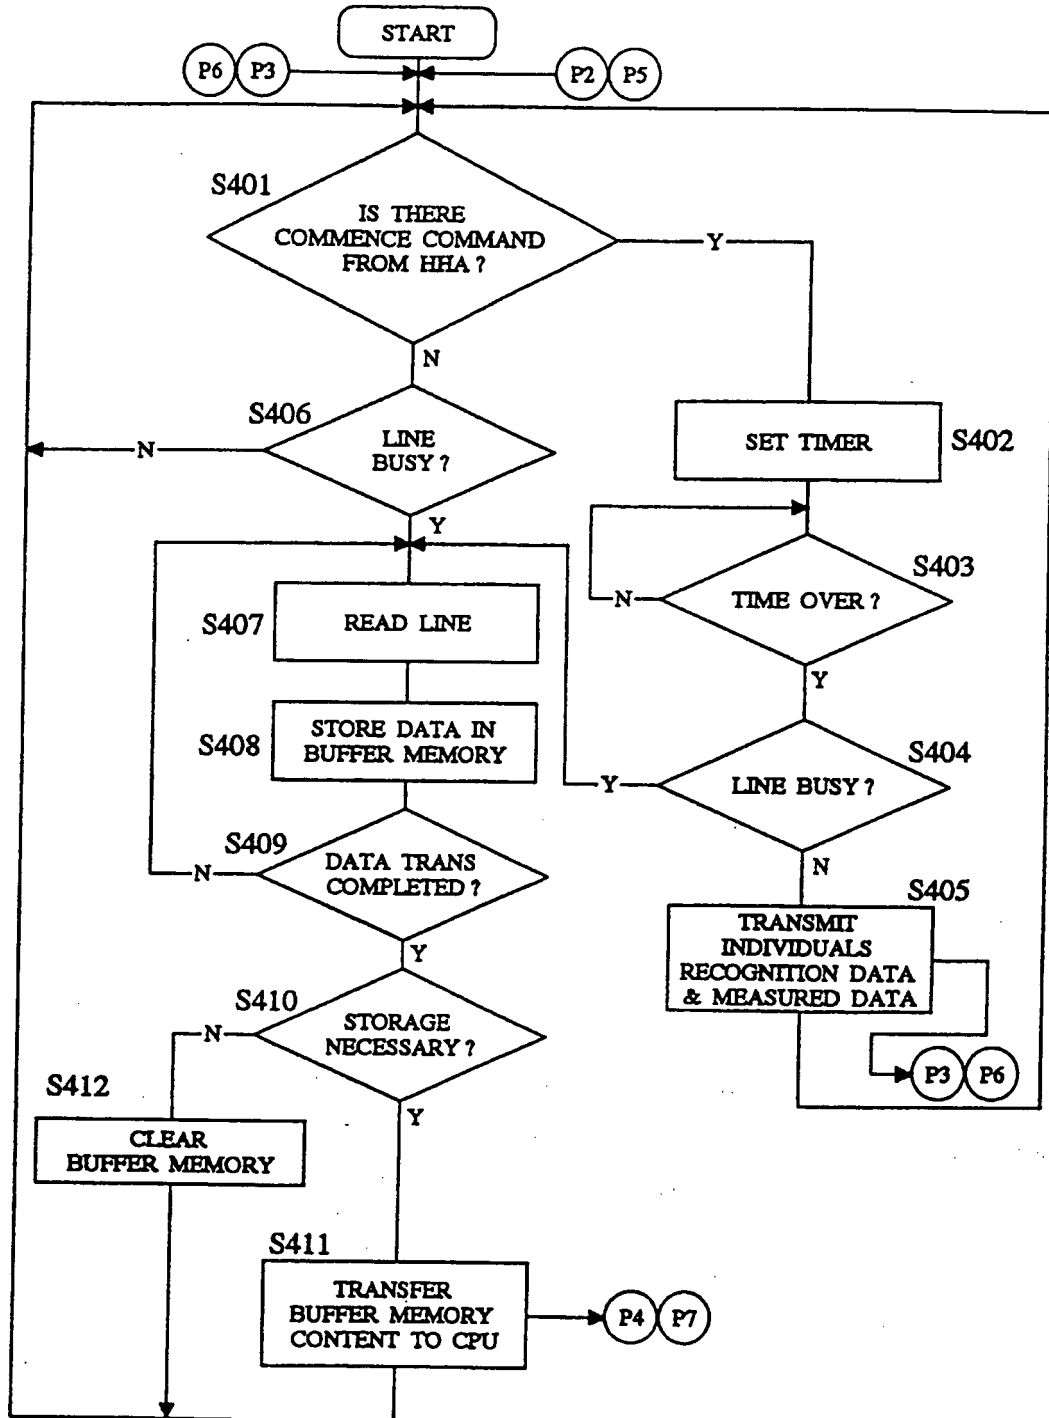 START
P6 P3
P2 P5
S401
IS THERE
COMMENCE COMMAND
FROM HHA ?
Y
N
S406
LINE
BUSY ?
N
Y
SET TIMER
S402
S403
TIME OVER ?
N
Y
S407
READ LINE
S408
STORE DATA IN
BUFFER MEMORY
S404
LINE BUSY ?
Y
N
S409
DATA TRANS
COMPLETED ?
N
Y
S405
TRANSMIT
INDIVIDUALS
RECOGNITION DATA
& MEASURED DATA
P3 P6
S410
STORAGE
NECESSARY ?
N
Y
S412
CLEAR
BUFFER MEMORY
S411
TRANSFER
BUFFER MEMORY
CONTENT TO CPU
P4 P7